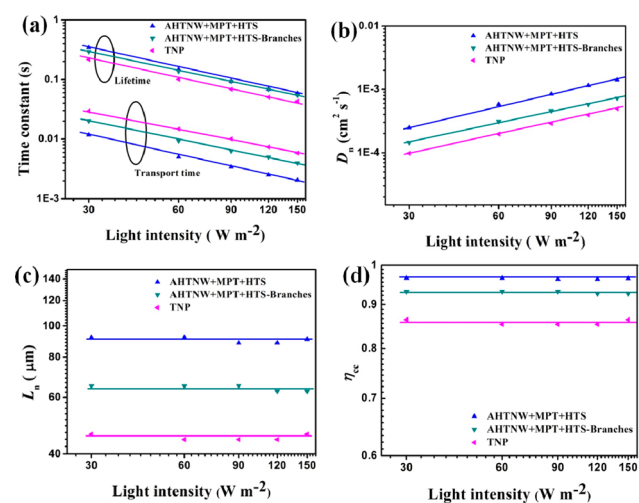 (a)
AHTNW+MPT+HTS
AHTNW+MPT+HTS-Branches
TNP
Lifetime
Transport time
Time constant (s)
1
0.1
0.01
1E-3
30 60 90 120 150
Light intensity ( W m-2)
(b)
AHTNW+MPT+HTS
AHTNW+MPT+HTS-Branches
TNP
Dn (cm2 s-1)
0.01
1E-3
1E-4
30 60 90 120 150
Light intensity ( W m-2)
(c)
AHTNW+MPT+HTS
AHTNW+MPT+HTS-Branches
TNP
Ln ( μm)
140
120
100
80
60
40
30 60 90 120 150
Light intensity ( W m-2)
(d)
AHTNW+MPT+HTS
AHTNW+MPT+HTS-Branches
TNP
ηcc
1
0.9
0.8
0.7
0.6
30 60 90 120 150
Light intensity ( W m-2)